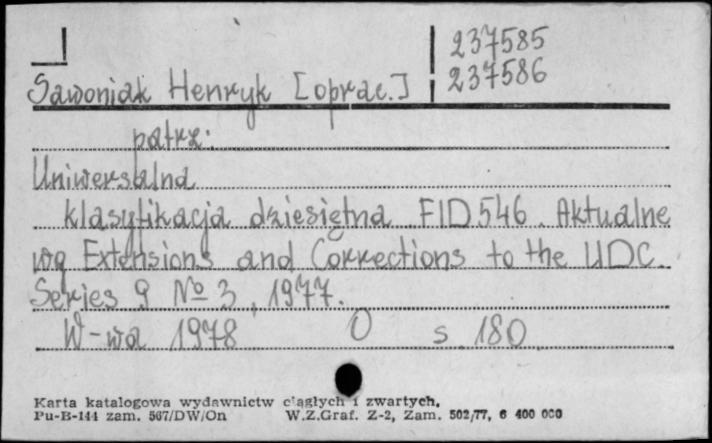 237585
237586
Sawoniak Henryk [oprac.]
patrz:
Uniwersalna
klasyfikacja dziesiętna FID 546. Aktualne
wg Extensions and Corrections to the UDC.
Series 9 No 3, 1977.
W-wa 1978 O s. 180
Karta katalogowa wydawnictw ciągłych i zwartych.
Pu-B-144 zam. 567/DW/On W.Z.Graf. Z-2, Zam. 502/77, 6 400 000